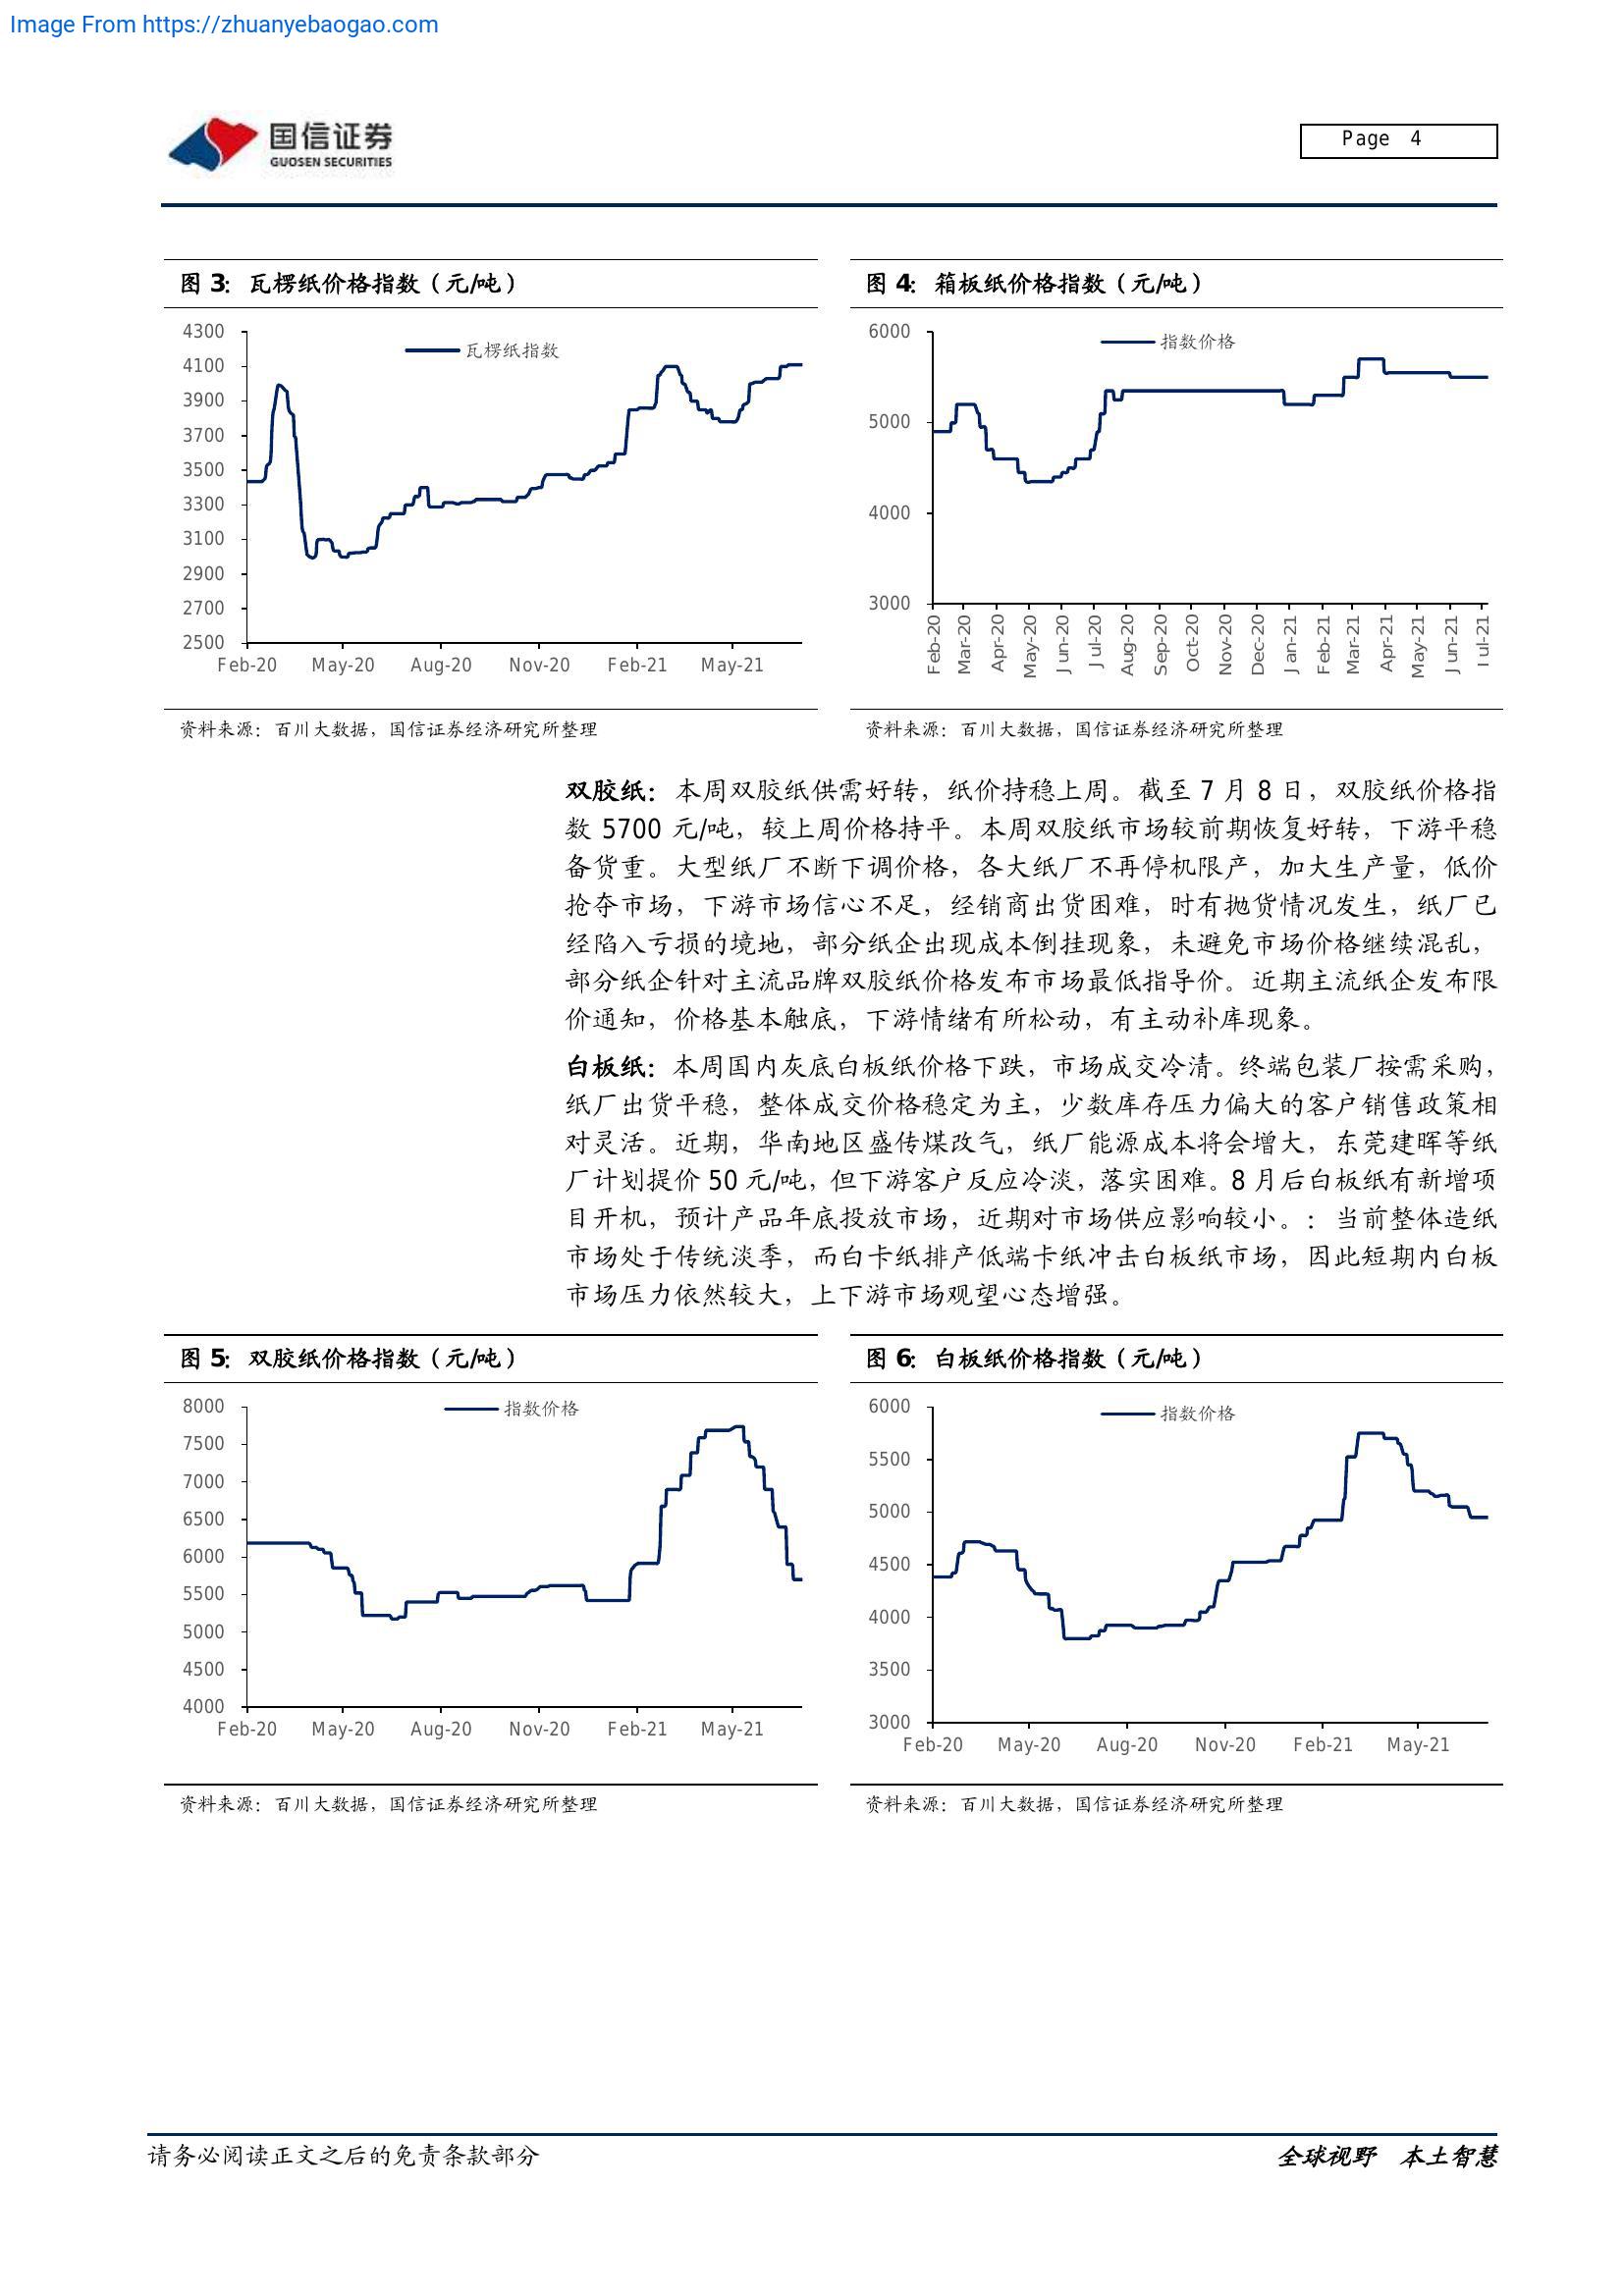 Image From https://zhuanyebaogao.com
国信证券
GUOSEN SECURITIES
Page 4
图 3：瓦楞纸价格指数（元/吨）
4300
4100
3900
3700
3500
3300
3100
2900
2700
2500
瓦楞纸指数
Feb-20 May-20 Aug-20 Nov-20 Feb-21 May-21
资料来源：百川大数据，国信证券经济研究所整理
图 4：箱板纸价格指数（元/吨）
6000
5000
4000
3000
指数价格
Feb-20 Mar-20 Apr-20 May-20 Jun-20 Jul-20 Aug-20 Sep-20 Oct-20 Nov-20 Dec-20 Jan-21 Feb-21 Mar-21 Apr-21 May-21 Jun-21 Jul-21
资料来源：百川大数据，国信证券经济研究所整理
双胶纸：本周双胶纸供需好转，纸价持稳上周。截至 7 月 8 日，双胶纸价格指
数 5700 元/吨，较上周价格持平。本周双胶纸市场较前期恢复好转，下游平稳
备货重。大型纸厂不断下调价格，各大纸厂不再停机限产，加大生产量，低价
抢夺市场，下游市场信心不足，经销商出货困难，时有抛货情况发生，纸厂已
经陷入亏损的境地，部分纸企出现成本倒挂现象，未避免市场价格继续混乱，
部分纸企针对主流品牌双胶纸价格发布市场最低指导价。近期主流纸企发布限
价通知，价格基本触底，下游情绪有所松动，有主动补库现象。
白板纸：本周国内灰底白板纸价格下跌，市场成交冷清。终端包装厂按需采购，
纸厂出货平稳，整体成交价格稳定为主，少数库存压力偏大的客户销售政策相
对灵活。近期，华南地区盛传煤改气，纸厂能源成本将会增大，东莞建晖等纸
厂计划提价 50 元/吨，但下游客户反应冷淡，落实困难。8 月后白板纸有新增项
目开机，预计产品年底投放市场，近期对市场供应影响较小。：当前整体造纸
市场处于传统淡季，而白卡纸排产低端卡纸冲击白板纸市场，因此短期内白板
市场压力依然较大，上下游市场观望心态增强。
图 5：双胶纸价格指数（元/吨）
8000
7500
7000
6500
6000
5500
5000
4500
4000
指数价格
Feb-20 May-20 Aug-20 Nov-20 Feb-21 May-21
资料来源：百川大数据，国信证券经济研究所整理
图 6：白板纸价格指数（元/吨）
6000
5500
5000
4500
4000
3500
3000
指数价格
Feb-20 May-20 Aug-20 Nov-20 Feb-21 May-21
资料来源：百川大数据，国信证券经济研究所整理
请务必阅读正文之后的免责条款部分
全球视野 本土智慧